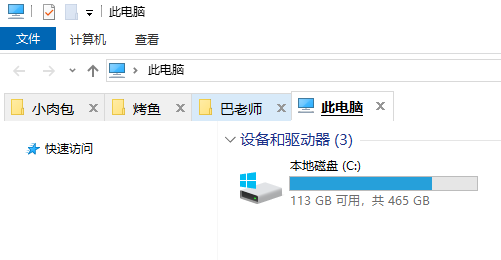 此电脑
文件 计算机 查看
此电脑
小肉包 烤鱼 巴老师 此电脑
快速访问
设备和驱动器 (3)
本地磁盘 (C:)
113 GB 可用，共 465 GB